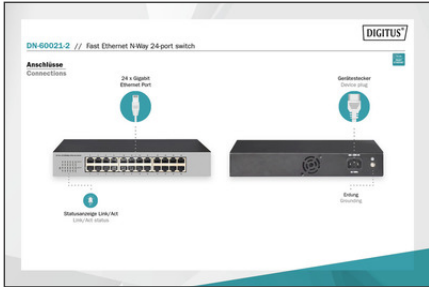 DIGITUS®
DN-60021-2 // Fast Ethernet N-Way 24-port switch
Anschlüsse
Connections
24 x Gigabit
Ethernet Port
Gerätestecker
Device plug
Statusanzeige Link/Act
Link/Act status
Erdung
Grounding